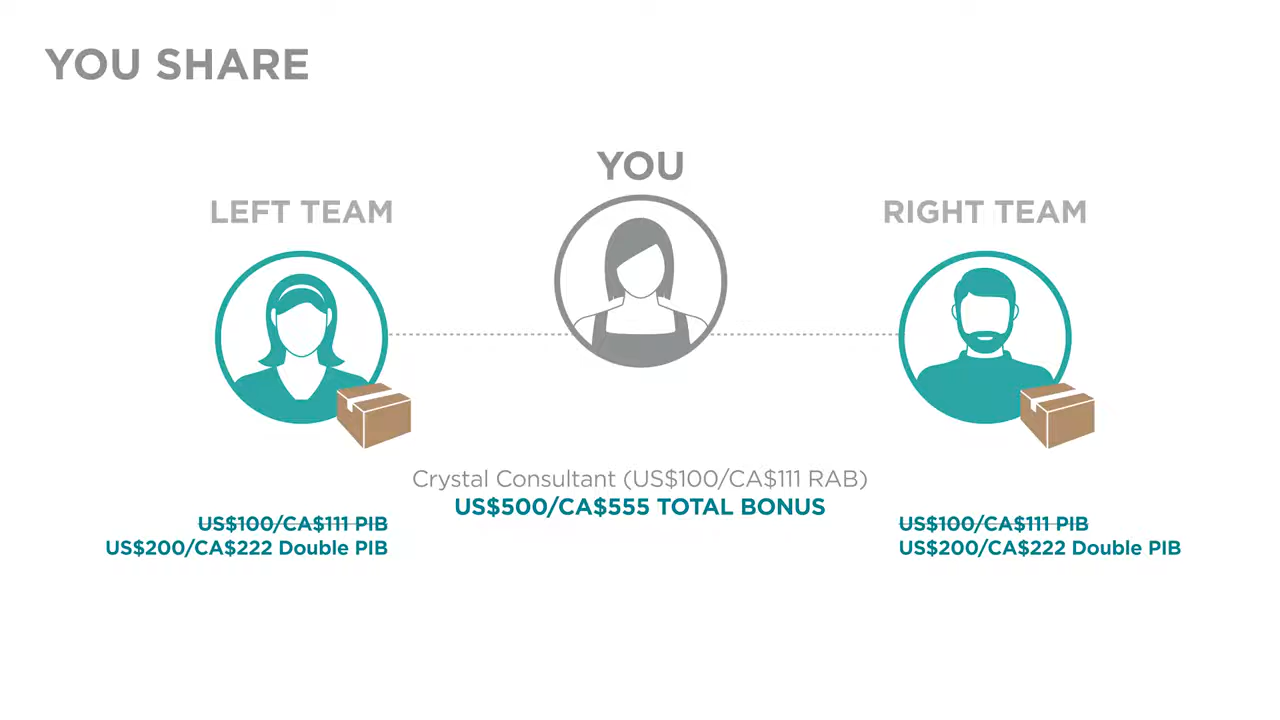 YOU SHARE
YOU
LEFT TEAM
RIGHT TEAM
Crystal Consultant (US$100/CA$111 RAB)
US$500/CA$555 TOTAL BONUS
US$100/CA$111 PIB
US$200/CA$222 Double PIB
US$100/CA$111 PIB
US$200/CA$222 Double PIB